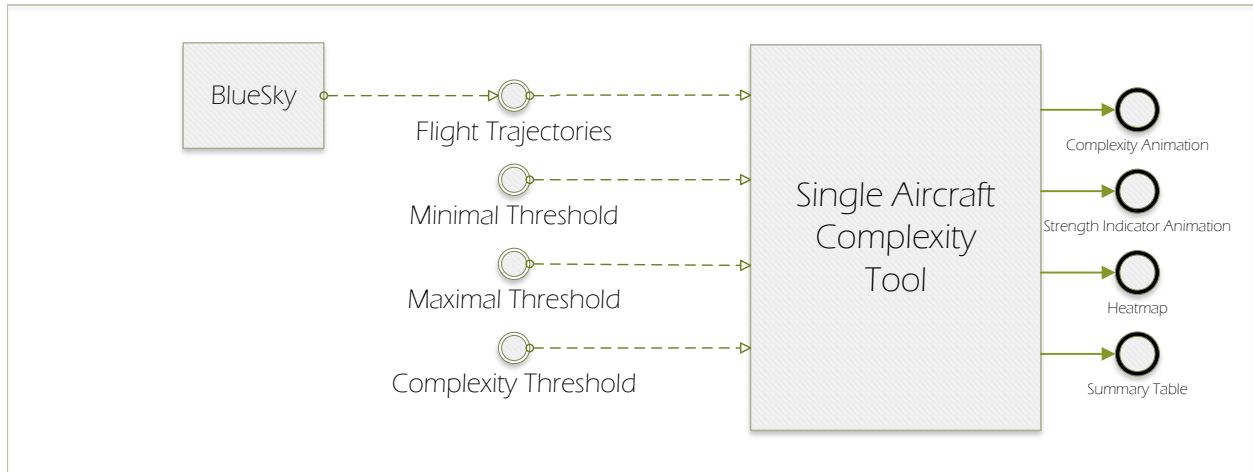 BlueSky
Flight Trajectories
Minimal Threshold
Maximal Threshold
Complexity Threshold
Single Aircraft
Complexity
Tool
Complexity Animation
Strength Indicator Animation
Heatmap
Summary Table